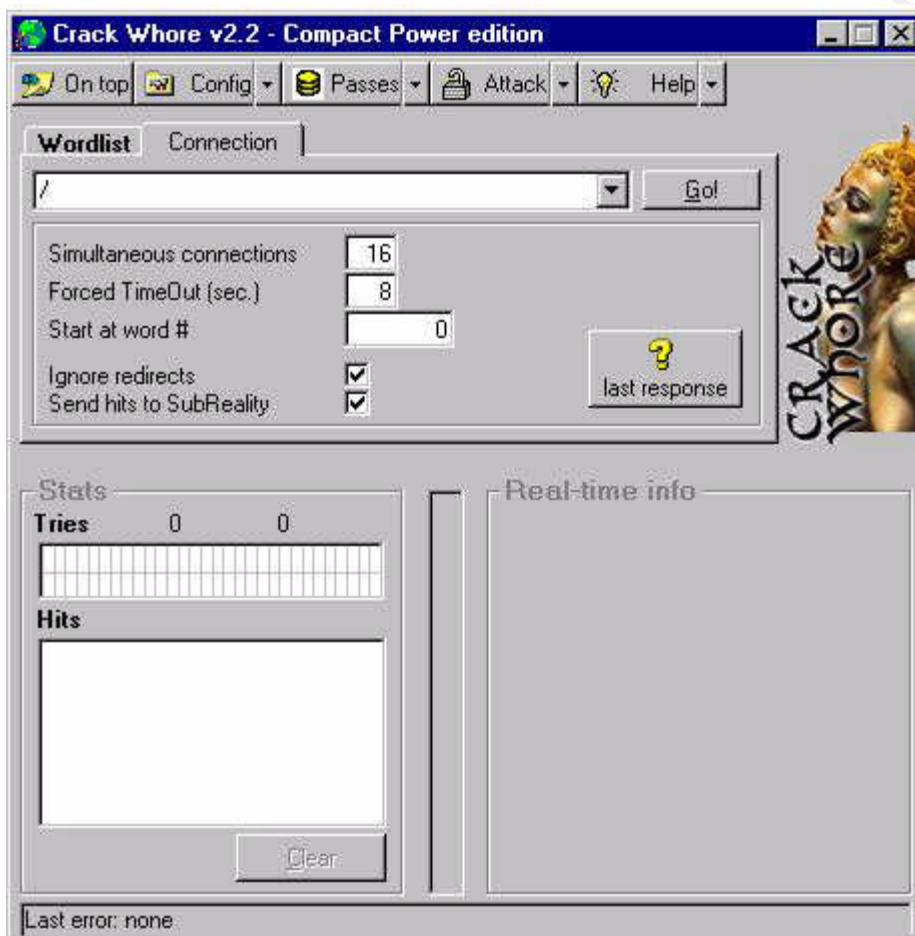 Crack Whore v2.2 - Compact Power edition
On top Config Passes Attack Help
Wordlist Connection
/ Go!
Simultaneous connections 16
Forced TimeOut (sec.) 8
Start at word # 0
Ignore redirects
Send hits to SubReality
? last response
CRACK WHORE
Stats
Tries 0 0
Hits
Clear
Real-time info
Last error: none